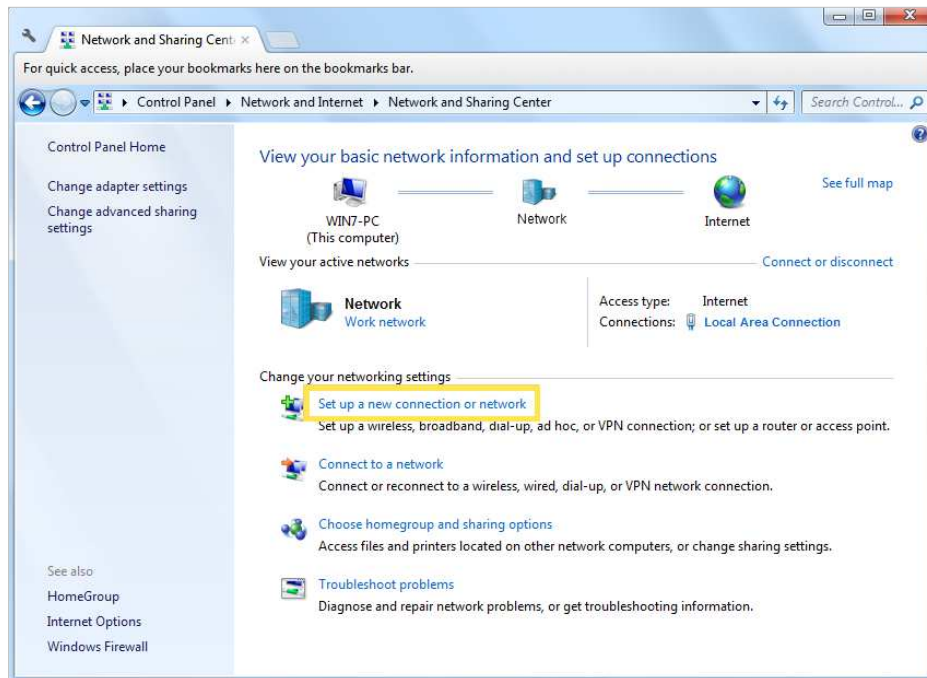 Network and Sharing Cent
For quick access, place your bookmarks here on the bookmarks bar.
Control Panel Network and Internet Network and Sharing Center
Search Control...
Control Panel Home
Change adapter settings
Change advanced sharing
settings
View your basic network information and set up connections
See full map
WIN7-PC
(This computer)
Network
Internet
View your active networks
Connect or disconnect
Network
Work network
Access type: Internet
Connections: Local Area Connection
Change your networking settings
Set up a new connection or network
Set up a wireless, broadband, dial-up, ad hoc, or VPN connection; or set up a router or access point.
Connect to a network
Connect or reconnect to a wireless, wired, dial-up, or VPN network connection.
Choose homegroup and sharing options
Access files and printers located on other network computers, or change sharing settings.
Troubleshoot problems
Diagnose and repair network problems, or get troubleshooting information.
See also
HomeGroup
Internet Options
Windows Firewall